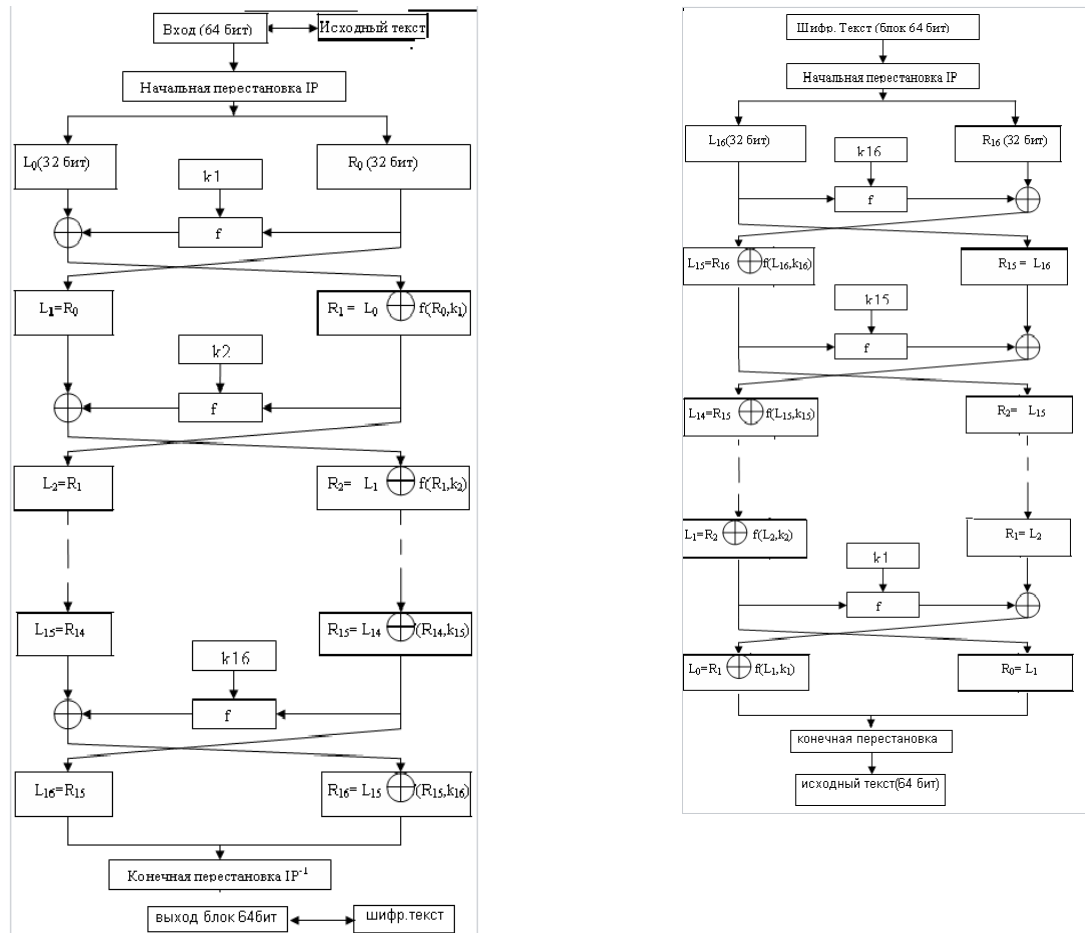 Вход (64 бит)
Исходный текст
Начальная перестановка IP
L0(32 бит)
R0 (32 бит)
k1
f
L1=R0
R1 = L0 ⊕ f(R0,k1)
k2
f
L2=R1
R2= L1 ⊕ f(R1,k2)
L15=R14
R15= L14 ⊕ (R14,k15)
k16
f
L16=R15
R16= L15 ⊕ (R15,k16)
Конечная перестановка IP-1
выход блок 64бит
шифр.текст
Шифр. Текст (блок 64 бит)
Начальная перестановка IP
L16(32 бит)
R16 (32 бит)
k16
f
L15=R16 ⊕ f(L16,k16)
R15 = L16
k15
f
L14=R15 ⊕ f(L15,k15)
R2= L15
L1=R2 ⊕ f(L2,k2)
R1= L2
k1
f
L0=R1 ⊕ f(L1,k1)
R0= L1
конечная перестановка
исходный текст(64 бит)